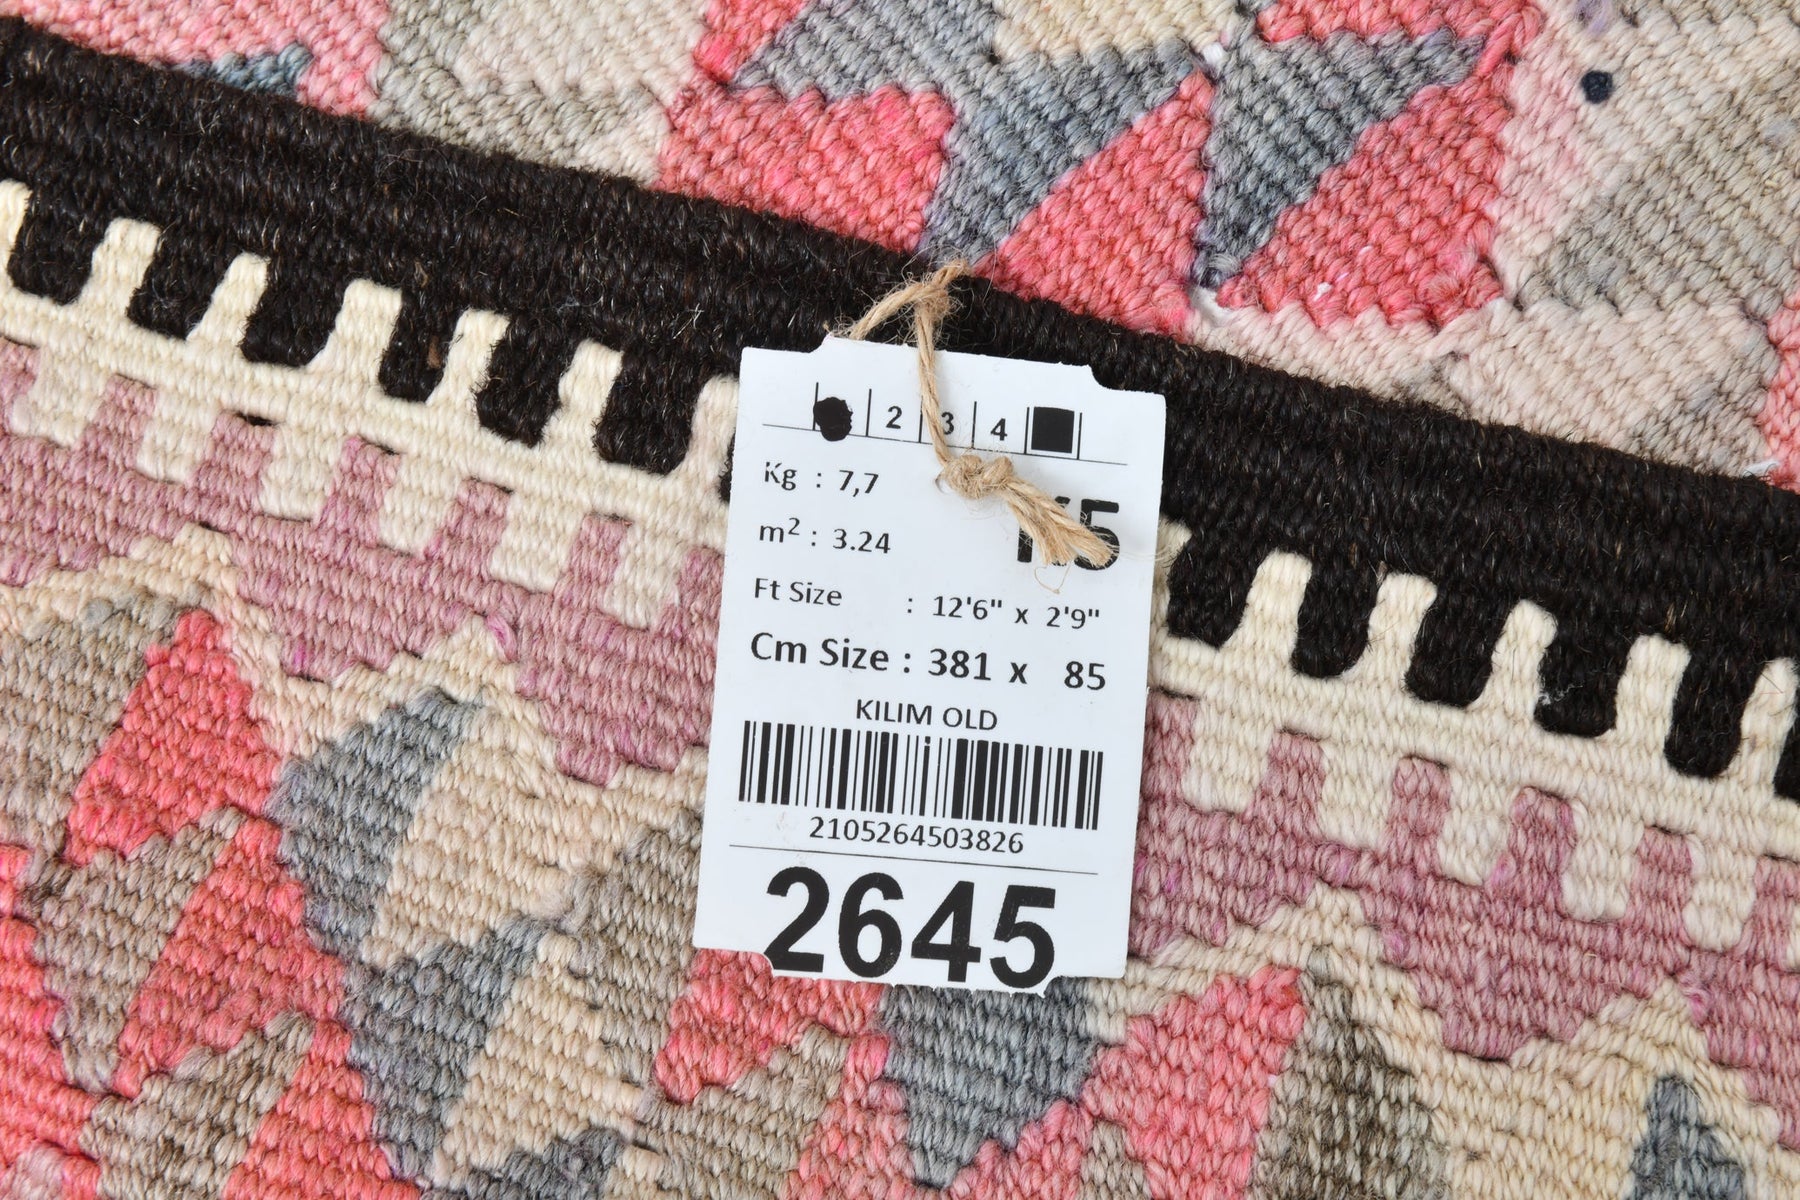 2 3 4
Kg : 7,7
m2 : 3.24
Ft Size : 12'6" x 2'9"
Cm Size : 381 x 85
KILIM OLD
2105264503826
2645